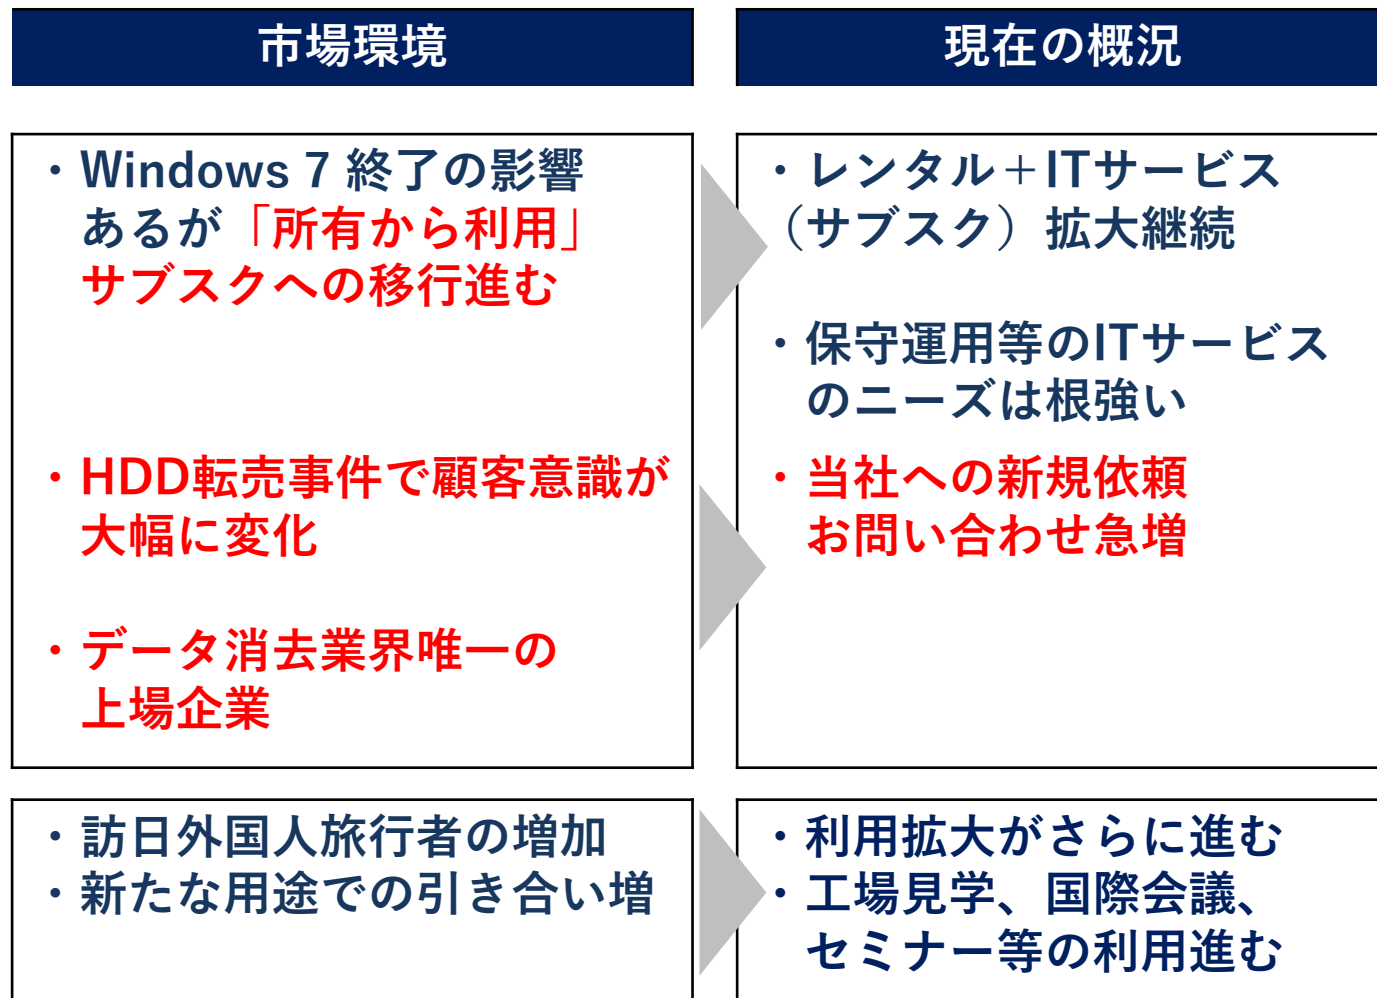 市場環境
現在の概況
・Windows 7 終了の影響
あるが「所有から利用」
サブスクへの移行進む
・HDD転売事件で顧客意識が
大幅に変化
・データ消去業界唯一の
上場企業
・レンタル＋ITサービス
（サブスク）拡大継続
・保守運用等のITサービス
のニーズは根強い
・当社への新規依頼
お問い合わせ急増
・訪日外国人旅行者の増加
・新たな用途での引き合い増
・利用拡大がさらに進む
・工場見学、国際会議、
セミナー等の利用進む